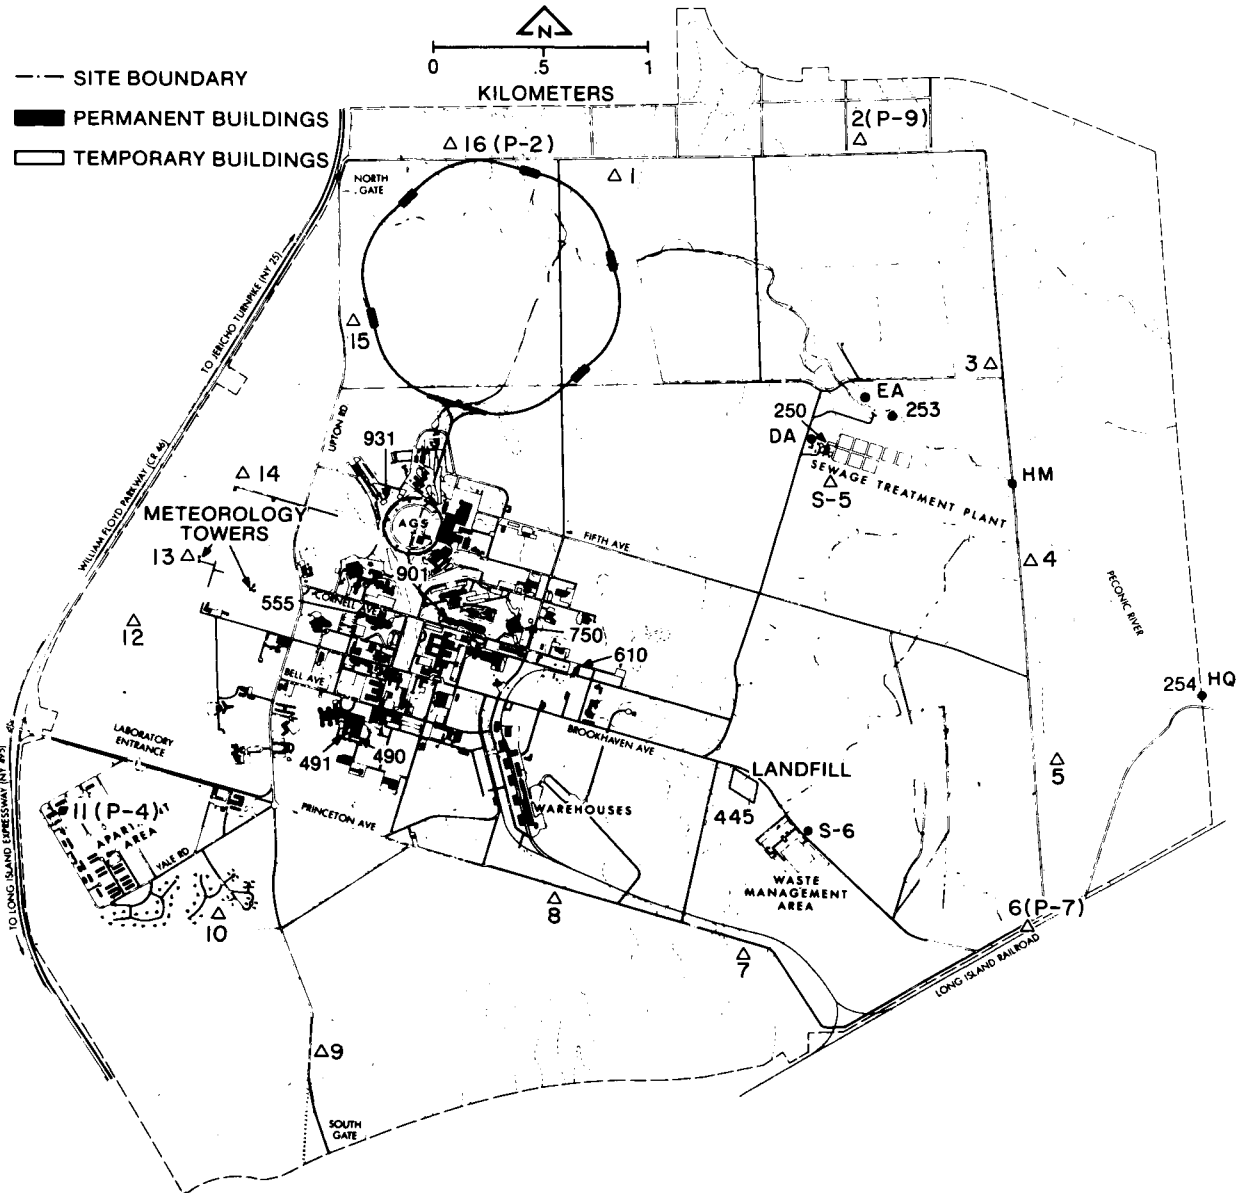 N
0 .5 1
KILOMETERS
SITE BOUNDARY
PERMANENT BUILDINGS
TEMPORARY BUILDINGS
2(P-9)
16 (P-2)
1
NORTH
GATE
TO JERICHO TURNPIKE (NY 25)
15
3
EA
253
250
DA
SEWAGE TREATMENT PLANT
S-5
HM
UPTON RD
931
14
WILLIAM FLOYD PARKWAY (CR 46)
METEOROLOGY
TOWERS
AGS
FIFTH AVE
13
901
4
PECONIC RIVER
555
CORNELL AVE
12
750
610
BELL AVE
254
HQ
LABORATORY
ENTRANCE
BROOKHAVEN AVE
491
490
LANDFILL
5
TO LONG ISLAND EXPRESSWAY (NY 495)
11(P-4)
AREA
PRINCETON AVE
WAREHOUSES
445
S-6
YALE RD
WASTE
MANAGEMENT
AREA
10
8
6(P-7)
7
LONG ISLAND RAILROAD
9
SOUTH
GATE